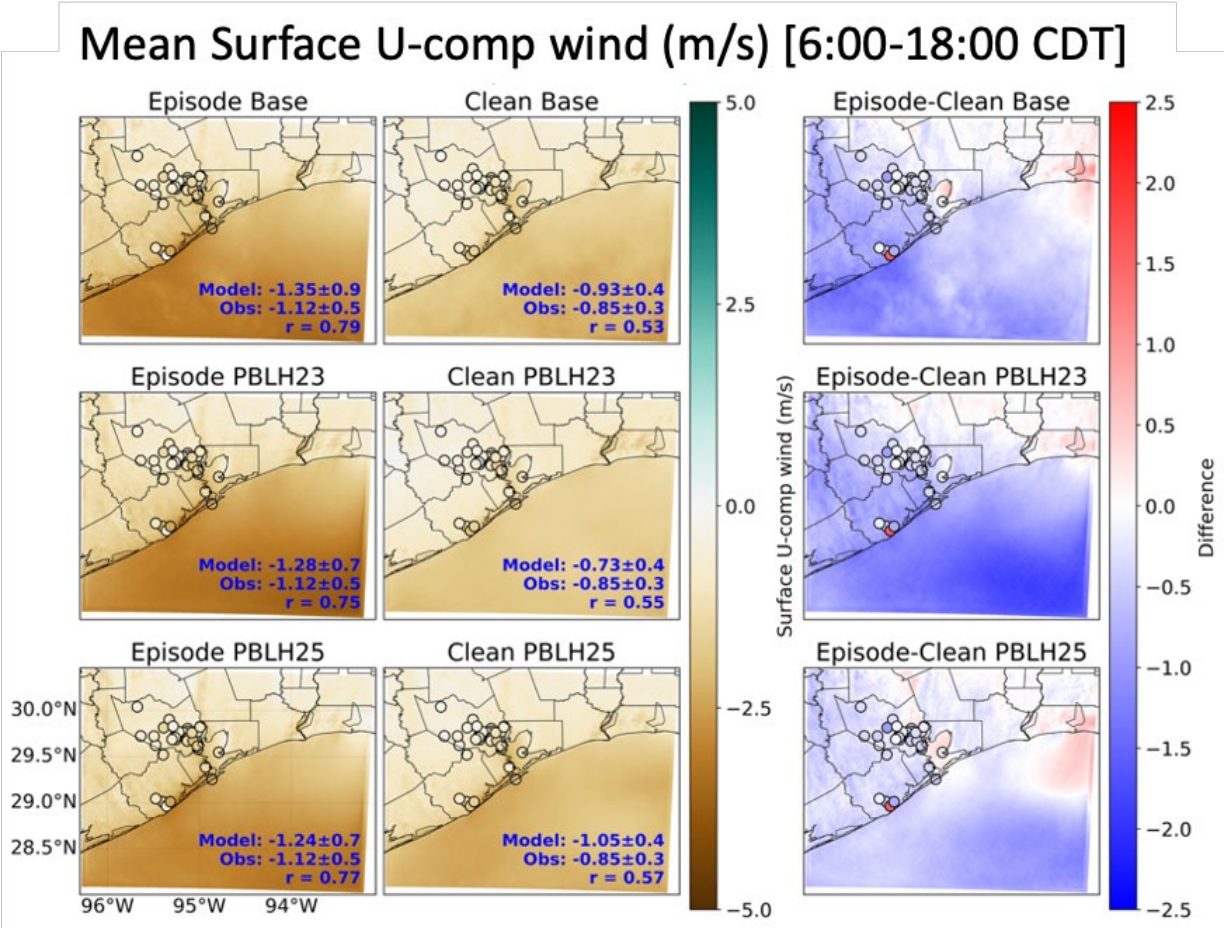 Mean Surface U-comp wind (m/s) [6:00-18:00 CDT]
Episode Base
Clean Base
Episode-Clean Base
Model: -1.35±0.9
Obs: -1.12±0.5
r = 0.79
Model: -0.93±0.4
Obs: -0.85±0.3
r = 0.53
Episode PBLH23
Clean PBLH23
Episode-Clean PBLH23
Model: -1.28±0.7
Obs: -1.12±0.5
r = 0.75
Model: -0.73±0.4
Obs: -0.85±0.3
r = 0.55
Episode PBLH25
Clean PBLH25
Episode-Clean PBLH25
Model: -1.24±0.7
Obs: -1.12±0.5
r = 0.77
Model: -1.05±0.4
Obs: -0.85±0.3
r = 0.57
30.0°N
29.5°N
29.0°N
28.5°N
96°W
95°W
94°W
5.0
2.5
0.0
−2.5
−5.0
Surface U-comp wind (m/s)
2.5
2.0
1.5
1.0
0.5
0.0
−0.5
−1.0
−1.5
−2.0
−2.5
Difference